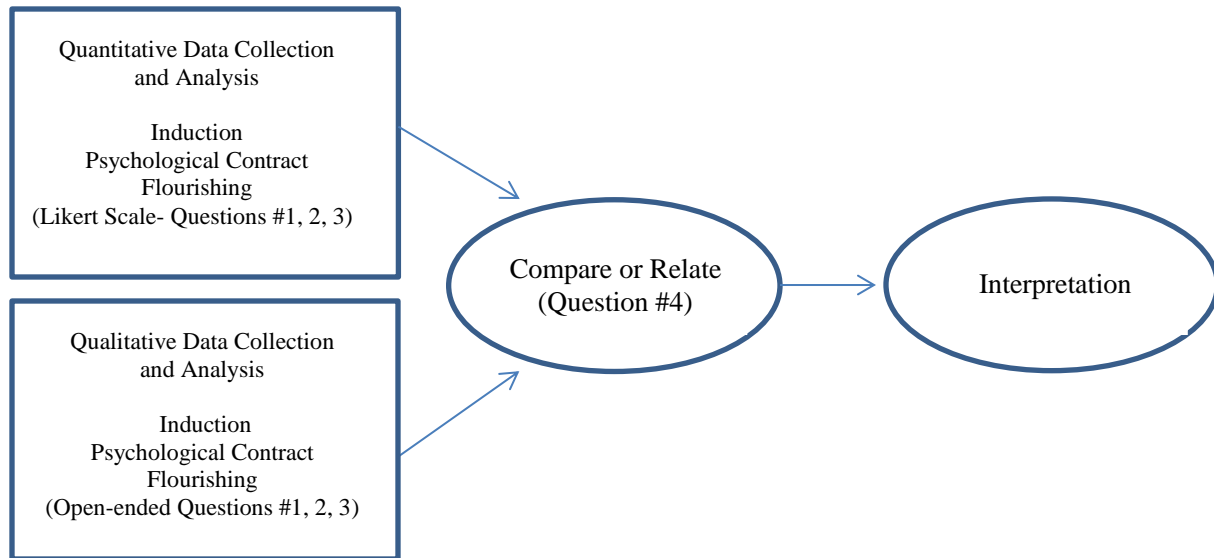 Quantitative Data Collection
and Analysis
Induction
Psychological Contract
Flourishing
(Likert Scale- Questions #1, 2, 3)
Qualitative Data Collection
and Analysis
Induction
Psychological Contract
Flourishing
(Open-ended Questions #1, 2, 3)
Compare or Relate
(Question #4)
Interpretation